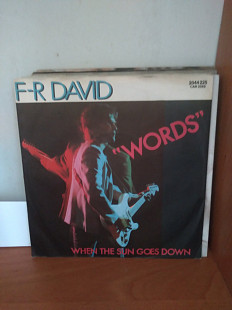 F-R DAVID
"WORDS"
WHEN THE SUN GOES DOWN